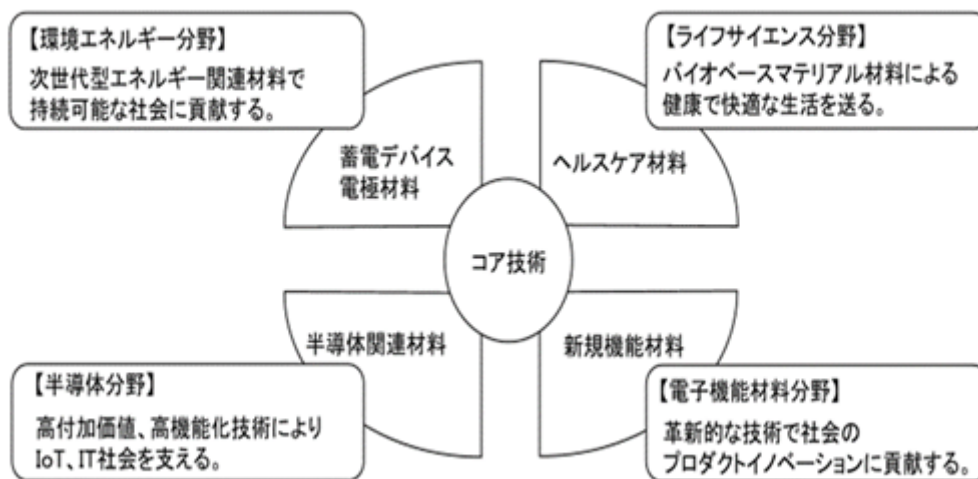 【環境エネルギー分野】
次世代型エネルギー関連材料で
持続可能な社会に貢献する。
【ライフサイエンス分野】
バイオベースマテリアル材料による
健康で快適な生活を送る。
蓄電デバイス
電極材料
ヘルスケア材料
コア技術
半導体関連材料
新規機能材料
【半導体分野】
高付加価値、高機能化技術により
IoT、IT社会を支える。
【電子機能材料分野】
革新的な技術で社会の
プロダクトイノベーションに貢献する。